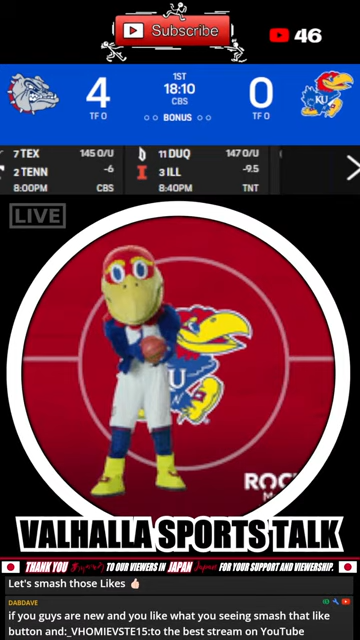 Subscribe
46
4
TF 0
1ST
18:10
CBS
BONUS
0
TF 0
KU
7 TEX 145 O/U
2 TENN -6
8:00PM CBS
11 DUQ 147 O/U
3 ILL -9.5
8:40PM TNT
LIVE
KU
ROC
VALHALLA SPORTS TALK
THANK YOU TO OUR VIEWERS IN JAPAN Japan FOR YOUR SUPPORT AND VIEWERSHIP.
Let's smash those Likes
DABDAVE
if you guys are new and you like what you seeing smash that like
button and:_VHOMIEVSTE15:to the best stream on YouTube